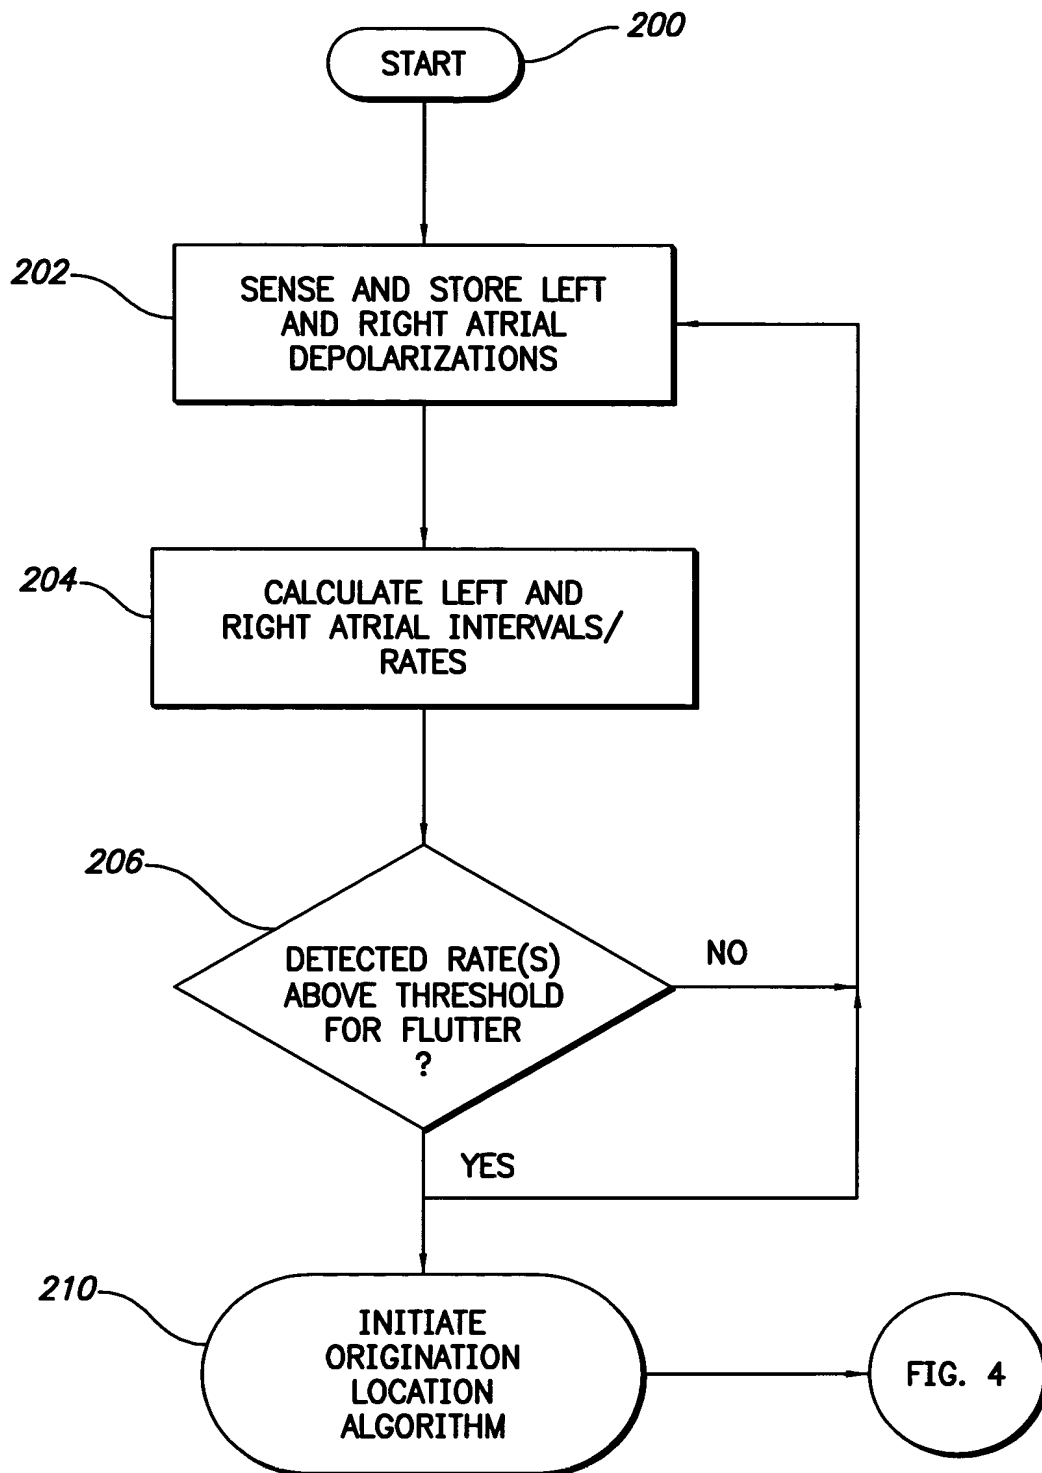 200
START
202
SENSE AND STORE LEFT
AND RIGHT ATRIAL
DEPOLARIZATIONS
204
CALCULATE LEFT AND
RIGHT ATRIAL INTERVALS/
RATES
206
DETECTED RATE(S)
ABOVE THRESHOLD
FOR FLUTTER
?
NO
YES
210
INITIATE
ORIGINATION
LOCATION
ALGORITHM
FIG. 4